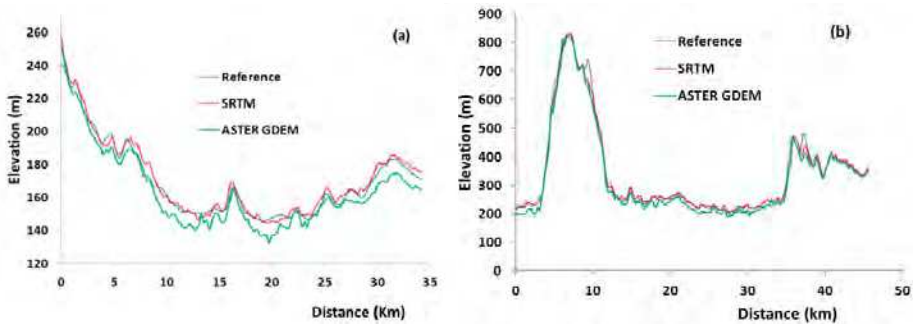 260
240
220
200
180
160
140
120
0
5
10
15
20
25
30
35
Elevation (m)
Distance (Km)
(a)
Reference
SRTM
ASTER GDEM
900
800
700
600
500
400
300
200
100
0
0
10
20
30
40
50
Elevation (m)
Distance (km)
(b)
Reference
SRTM
ASTER GDEM